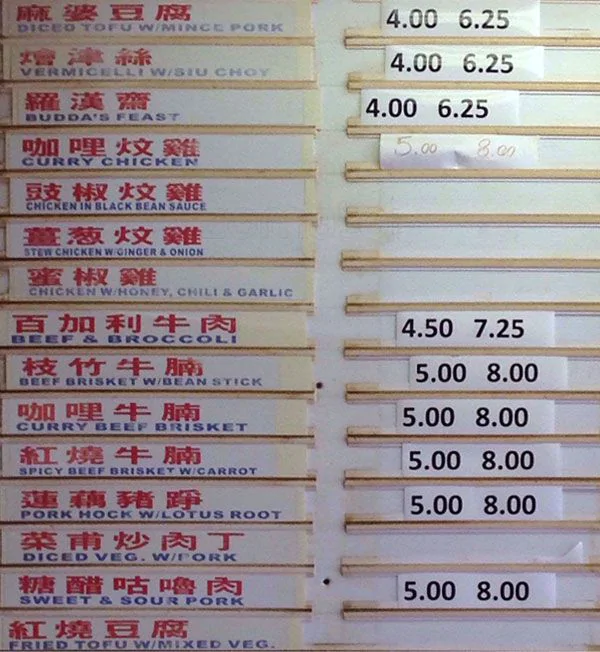 麻婆豆腐 4.00 6.25
DICED TOFU W/MINCE PORK
燴津絲 4.00 6.25
VERMICELLI W/SIU CHOY
羅漢齋 4.00 6.25
BUDDA'S FEAST
咖哩炆雞 5.00 8.00
CURRY CHICKEN
豉椒炆雞
CHICKEN IN BLACK BEAN SAUCE
薑葱炆雞
STEW CHICKEN W/GINGER & ONION
蜜椒雞
CHICKEN W/HONEY, CHILI & GARLIC
百加利牛肉 4.50 7.25
BEEF & BROCCOLI
枝竹牛腩 5.00 8.00
BEEF BRISKET W/BEAN STICK
咖哩牛腩 5.00 8.00
CURRY BEEF BRISKET
紅燒牛腩 5.00 8.00
SPICY BEEF BRISKET W/CARROT
蓮藕豬踭 5.00 8.00
PORK HOCK W/LOTUS ROOT
菜甫炒肉丁
DICED VEG. W/PORK
糖醋咕嚕肉 5.00 8.00
SWEET & SOUR PORK
紅燒豆腐
FRIED TOFU W/MIXED VEG.